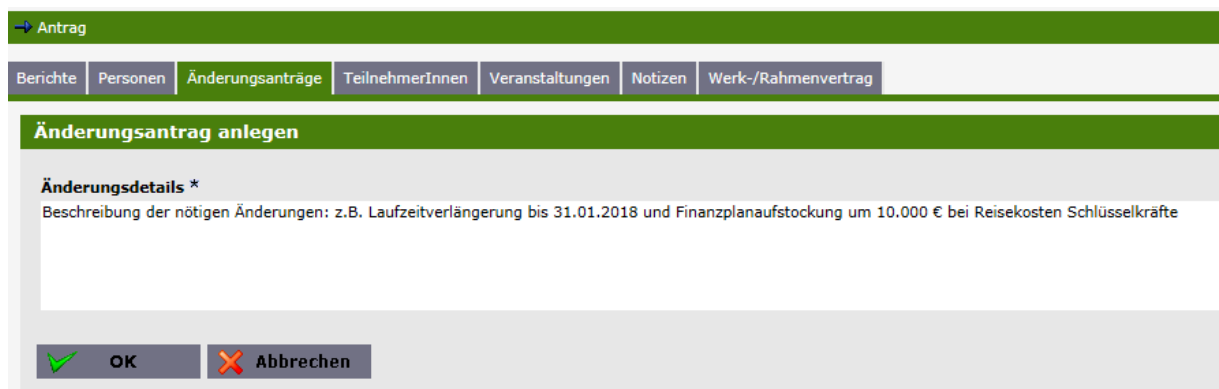 Antrag
Berichte Personen Änderungsanträge TeilnehmerInnen Veranstaltungen Notizen Werk-/Rahmenvertrag
Änderungsantrag anlegen
Änderungsdetails *
Beschreibung der nötigen Änderungen: z.B. Laufzeitverlängerung bis 31.01.2018 und Finanzplanaufstockung um 10.000 € bei Reisekosten Schlüsselkräfte
OK Abbrechen